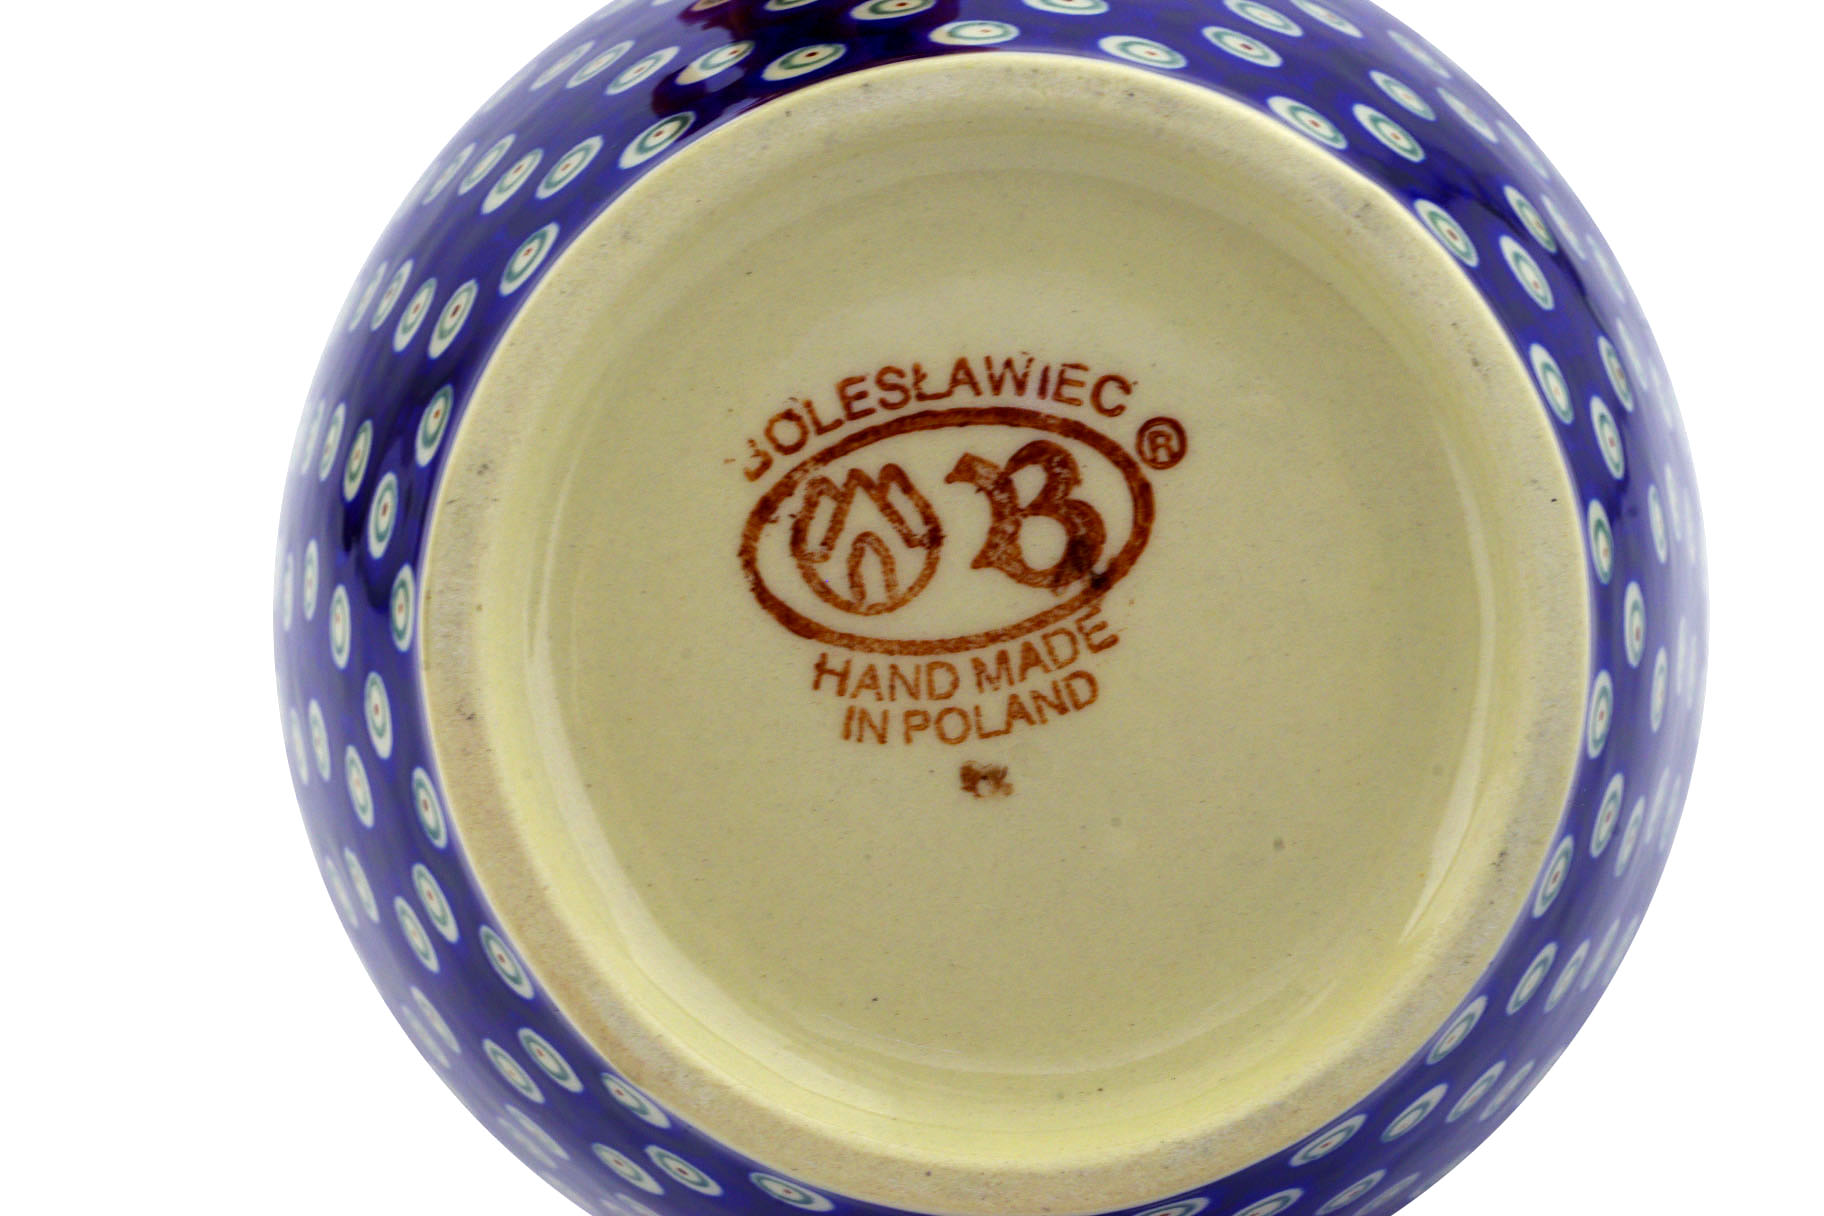 BOLESŁAWIEC ®
B
HAND MADE
IN POLAND